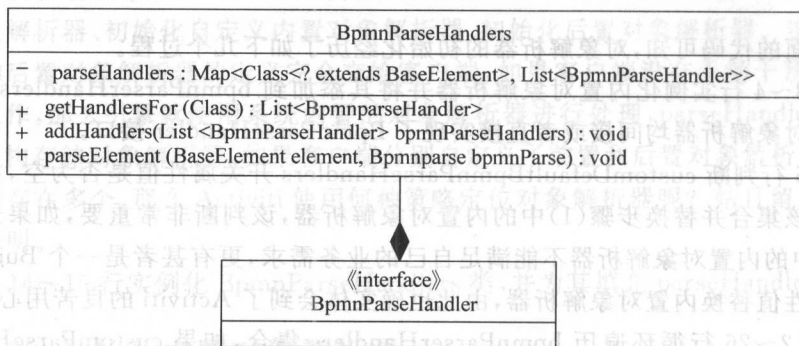 BpmnParseHandlers
parseHandlers : Map<Class<? extends BaseElement>, List<BpmnParseHandler>>
+ getHandlersFor (Class) : List<BpmnparseHandler>
+ addHandlers(List <BpmnParseHandler> bpmnParseHandlers) : void
+ parseElement (BaseElement element, Bpmnparse bpmnParse) : void
《interface》
BpmnParseHandler